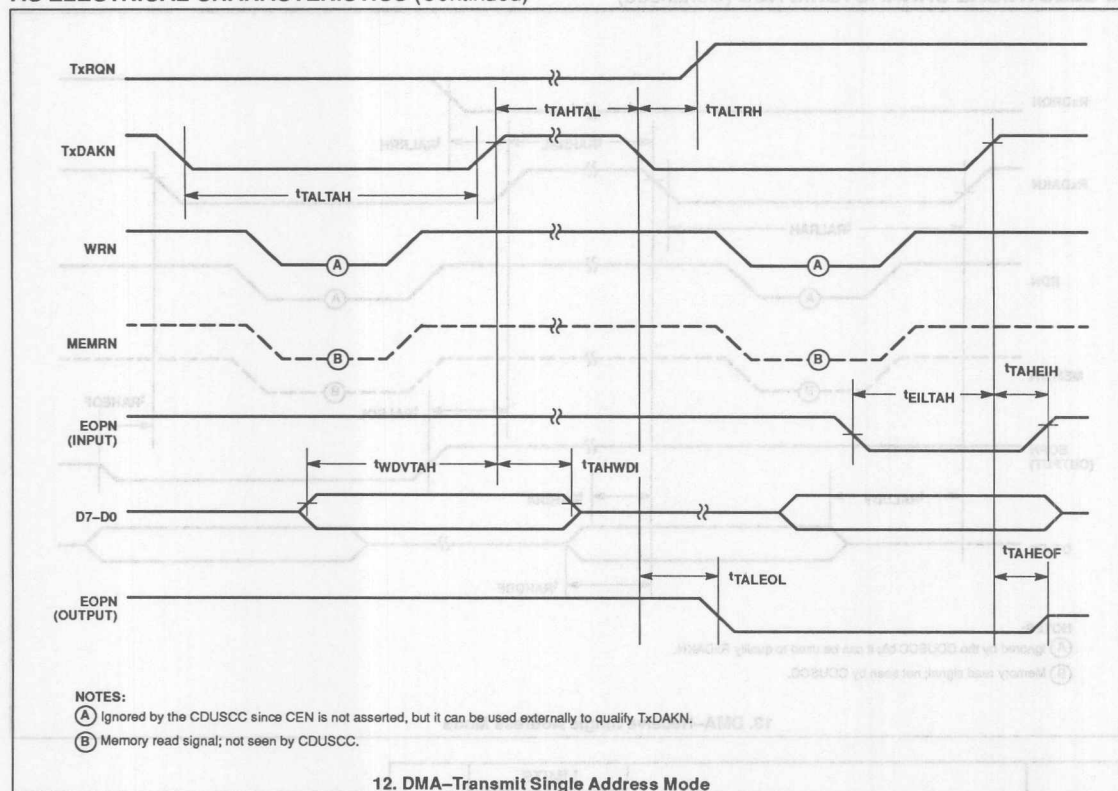 TxRQN
tTAHTAL
tTALTRH
TxDAKN
tTALTAH
WRN
A
A
MEMRN
B
B
tTAHEIH
tEILTAH
EOPN
(INPUT)
tWDVTAH
tTAHWDI
D7–D0
tTAHEOF
tTALEOL
EOPN
(OUTPUT)
NOTES:
A Ignored by the CDUSCC since CEN is not asserted, but it can be used externally to qualify TxDAKN.
B Memory read signal; not seen by CDUSCC.
12. DMA–Transmit Single Address Mode